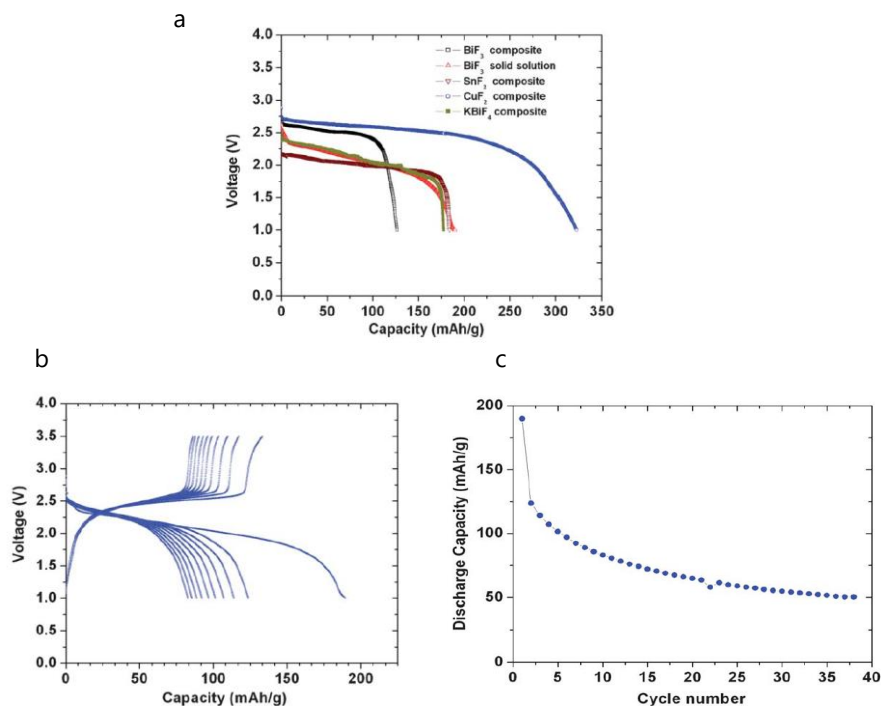 a
4.0
3.5
3.0
2.5
2.0
1.5
1.0
0.5
0.0
Voltage (V)
BiF3 composite
BiF3 solid solution
SnF2 composite
CuF2 composite
KBiF4 composite
0 50 100 150 200 250 300 350
Capacity (mAh/g)
b
4.0
3.5
3.0
2.5
2.0
1.5
1.0
0.5
0.0
Voltage (V)
0 50 100 150 200
Capacity (mAh/g)
c
200
150
100
50
0
Discharge Capacity (mAh/g)
0 5 10 15 20 25 30 35 40
Cycle number